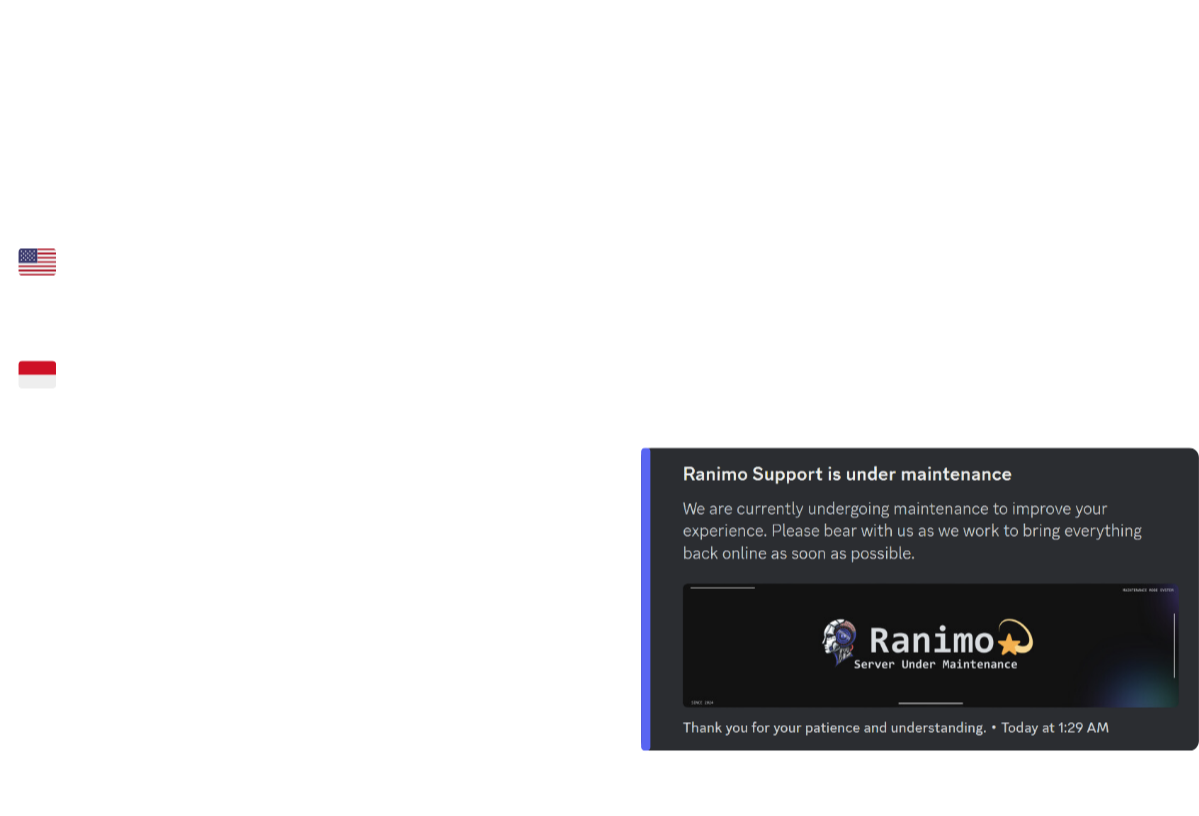 Ranimo Support is under maintenance
We are currently undergoing maintenance to improve your
experience. Please bear with us as we work to bring everything
back online as soon as possible.
MAINTENANCE MODE SYSTEM
Ranimo
Server Under Maintenance
Thank you for your patience and understanding. • Today at 1:29 AM